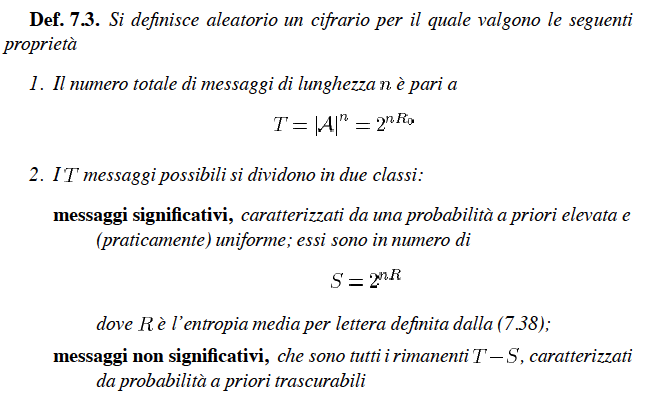 Def. 7.3. Si definisce aleatorio un cifrario per il quale valgono le seguenti
proprietà
1. Il numero totale di messaggi di lunghezza n è pari a
T = |𝒜|ⁿ = 2^{nR₀},
2. I T messaggi possibili si dividono in due classi:
messaggi significativi, caratterizzati da una probabilità a priori elevata e
(praticamente) uniforme; essi sono in numero di
S = 2^{nR}
dove R è l'entropia media per lettera definita dalla (7.38);
messaggi non significativi, che sono tutti i rimanenti T − S, caratterizzati
da probabilità a priori trascurabili